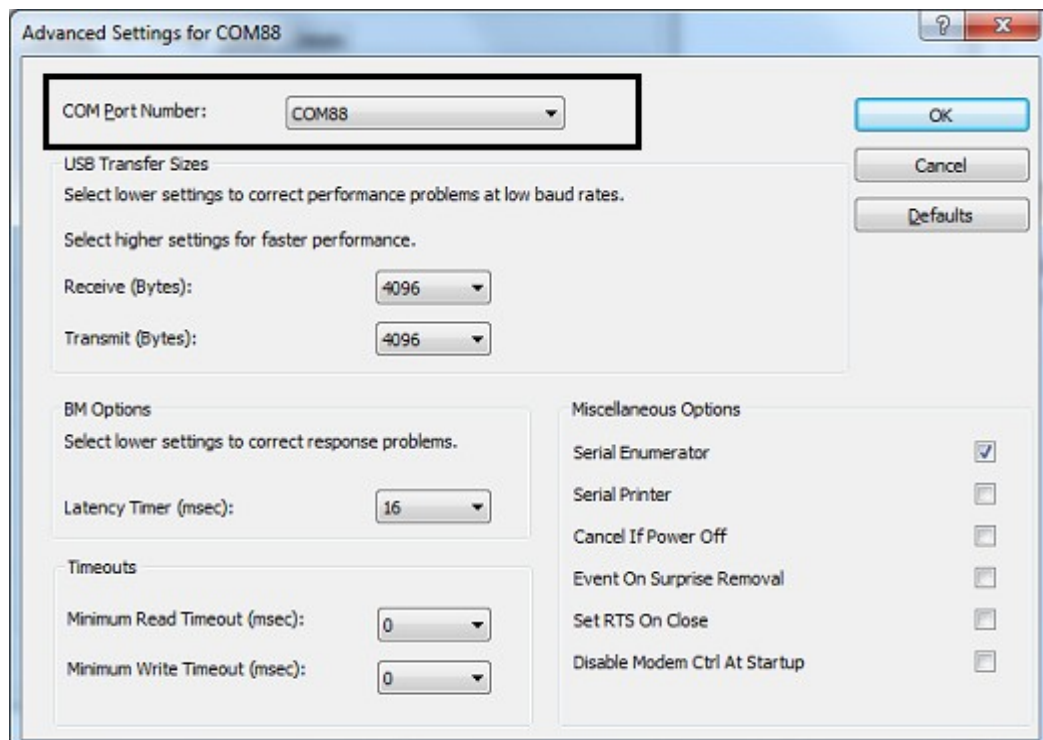 Advanced Settings for COM88
COM Port Number: COM88
OK
Cancel
Defaults
USB Transfer Sizes
Select lower settings to correct performance problems at low baud rates.
Select higher settings for faster performance.
Receive (Bytes): 4096
Transmit (Bytes): 4096
BM Options
Select lower settings to correct response problems.
Latency Timer (msec): 16
Timeouts
Minimum Read Timeout (msec): 0
Minimum Write Timeout (msec): 0
Miscellaneous Options
Serial Enumerator
Serial Printer
Cancel If Power Off
Event On Surprise Removal
Set RTS On Close
Disable Modem Ctrl At Startup